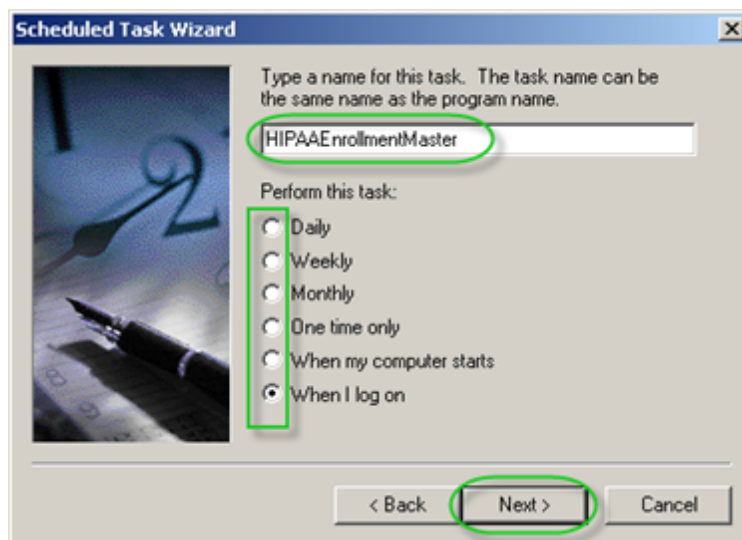 Scheduled Task Wizard
Type a name for this task. The task name can be
the same name as the program name.
HIPAAEnrollmentMaster
Perform this task:
Daily
Weekly
Monthly
One time only
When my computer starts
When I log on
< Back Next > Cancel